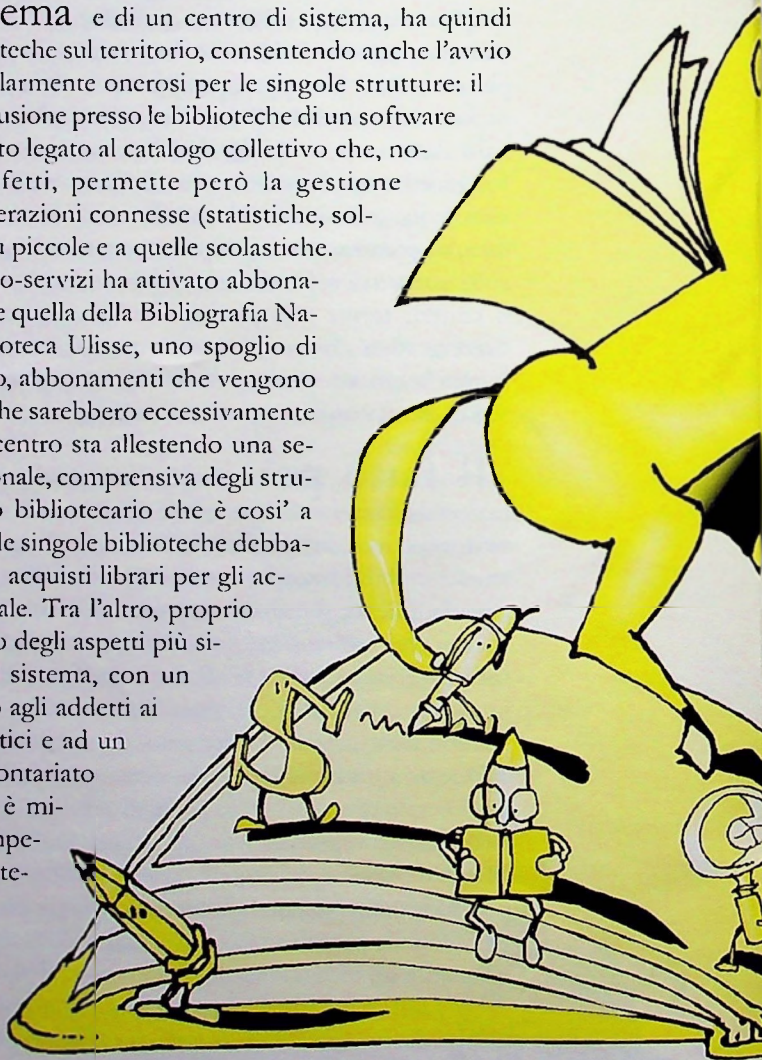 ema e di un centro di sistema, ha quindi
teche sul territorio, consentendo anche l'avvio
larmente onerosi per le singole strutture: il
usione presso le biblioteche di un software
to legato al catalogo collettivo che, no-
fetti, permette però la gestione
erazioni connesse (statistiche, sol-
ù piccole e a quelle scolastiche.
o-servizi ha attivato abbona-
e quella della Bibliografia Na-
oteca Ulisse, uno spoglio di
o, abbonamenti che vengono
he sarebbero eccessivamente
centro sta allestendo una se-
nale, comprensiva degli stru-
o bibliotecario che è cosi' a
le singole biblioteche debba-
acquisti librari per gli ac-
ale. Tra l'altro, proprio
o degli aspetti più si-
sistema, con un
o agli addetti ai
tici e ad un
ontariato
è mi-
mpe-
te-